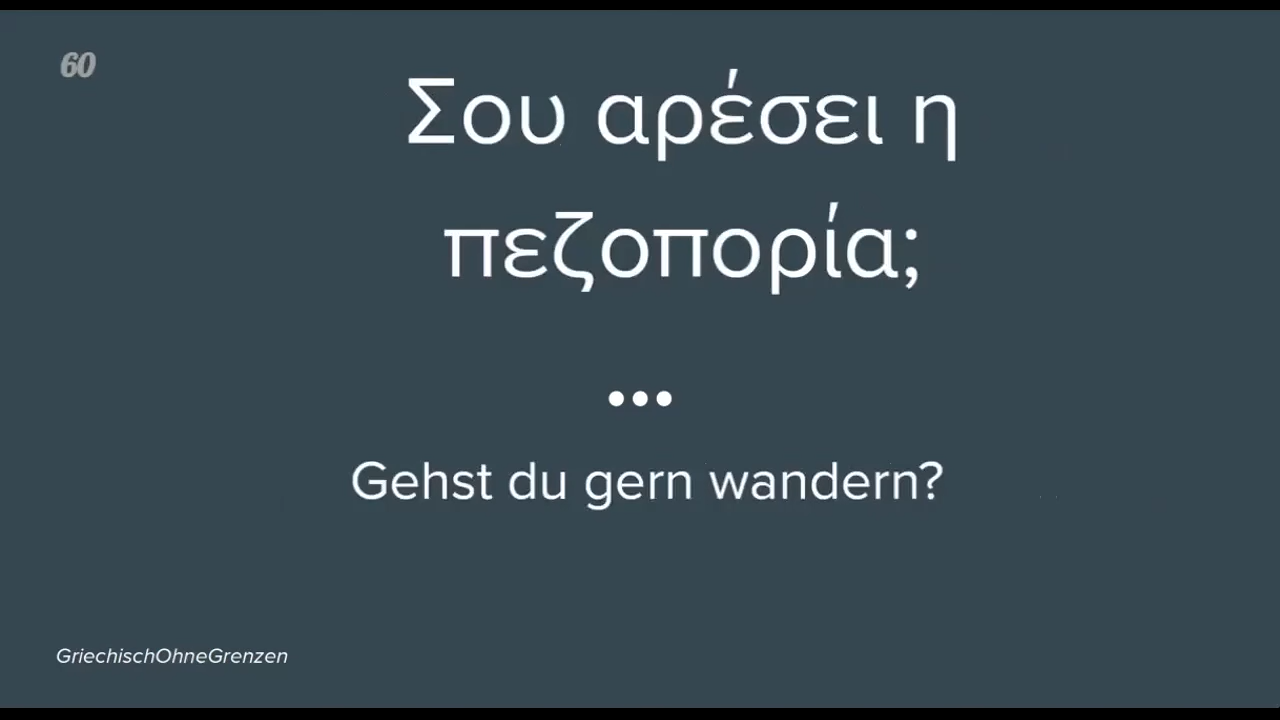 60
Σου αρέσει η
πεζοπορία;
...
Gehst du gern wandern?
GriechischOhneGrenzen